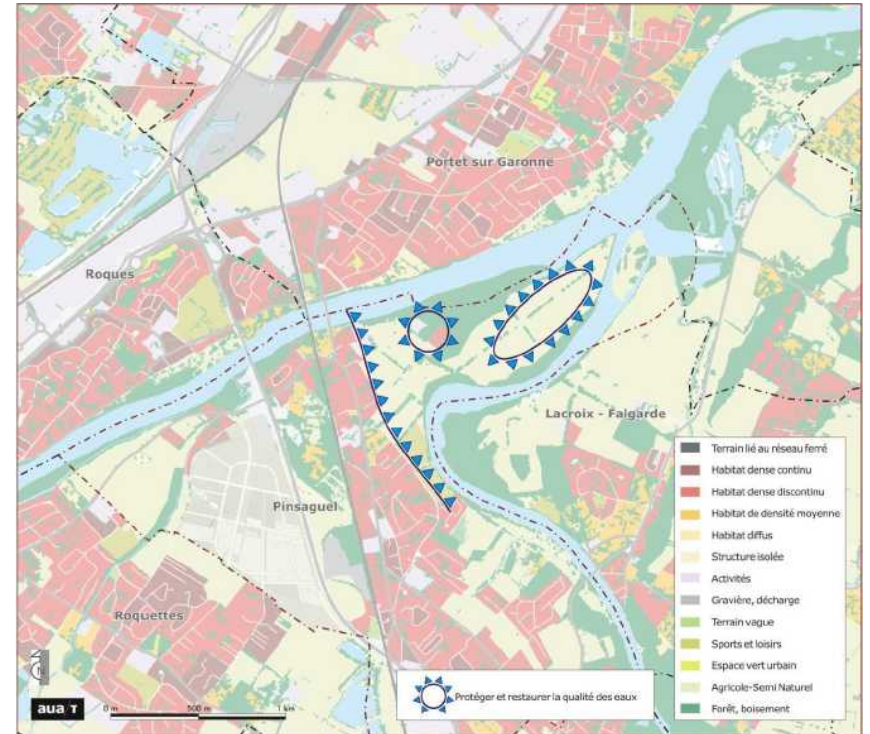 Portet sur Garonne
Roques
Lacroix - Falgarde
Pinsaguel
Roquettes
Terrain lié au réseau ferré
Habitat dense continu
Habitat dense discontinu
Habitat de densité moyenne
Habitat diffus
Structure isolée
Activités
Gravière, décharge
Terrain vague
Sports et loisirs
Espace vert urbain
Agricole-Semi Naturel
Forêt, boisement
Protéger et restaurer la qualité des eaux
N
aua/T
0 m 500 m 1 km